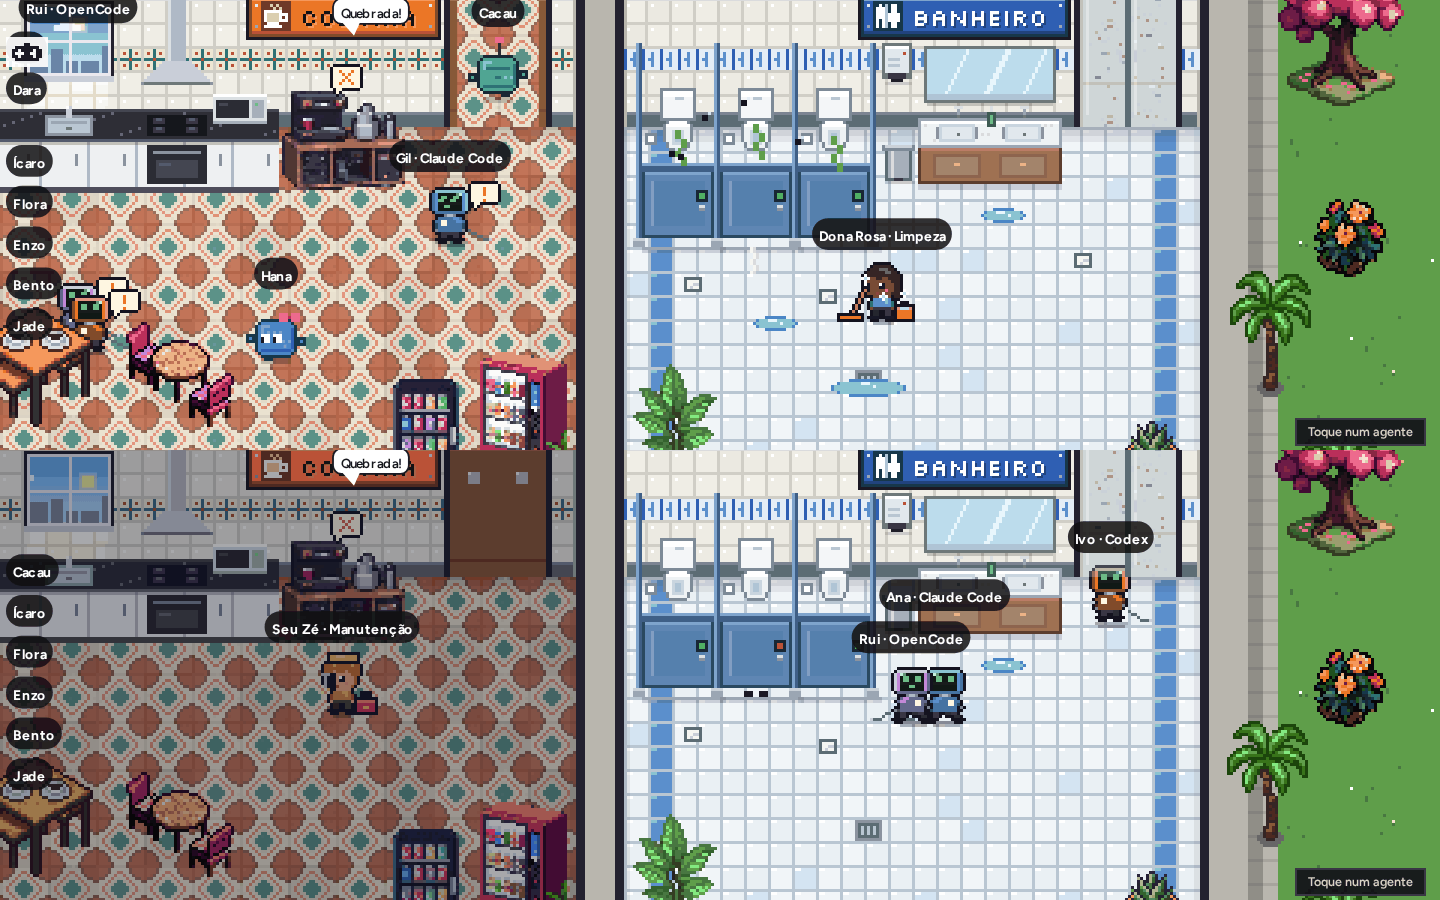 Rui · OpenCode
Quebrada!
Cacau
BANHEIRO
Dara
Gil · Claude Code
Ícaro
Flora
Dona Rosa · Limpeza
Enzo
Hana
Bento
Jade
Toque num agente
Quebrada!
BANHEIRO
Ivo · Codex
Cacau
Ana · Claude Code
Ícaro
Seu Zé · Manutenção
Rui · OpenCode
Flora
Enzo
Bento
Jade
Toque num agente